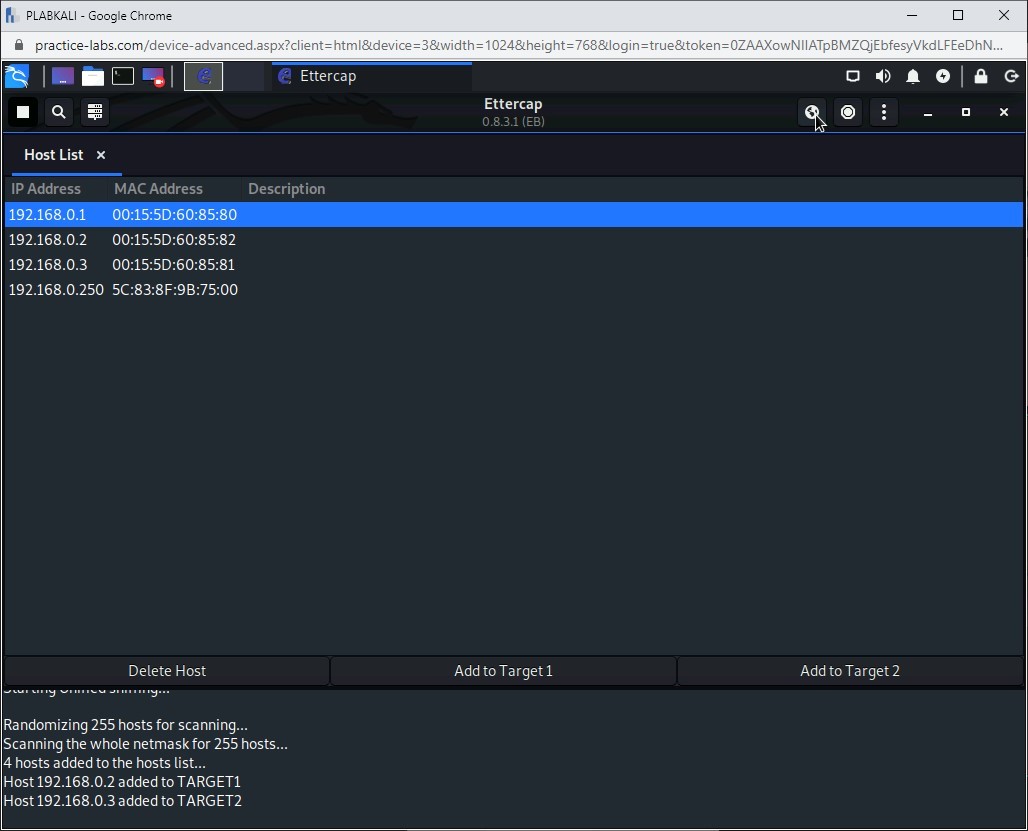 PLABKALI - Google Chrome
practice-labs.com/device-advanced.aspx?client=html&device=3&width=1024&height=768&login=true&token=0ZAAXowNIIATpBMZQjEbfesyVkdLFEeDhN...
Ettercap
Ettercap
0.8.3.1 (EB)
Host List
IP Address MAC Address Description
192.168.0.1 00:15:5D:60:85:80
192.168.0.2 00:15:5D:60:85:82
192.168.0.3 00:15:5D:60:85:81
192.168.0.250 5C:83:8F:9B:75:00
Delete Host Add to Target 1 Add to Target 2
Starting Unified sniffing...
Randomizing 255 hosts for scanning...
Scanning the whole netmask for 255 hosts...
4 hosts added to the hosts list...
Host 192.168.0.2 added to TARGET1
Host 192.168.0.3 added to TARGET2